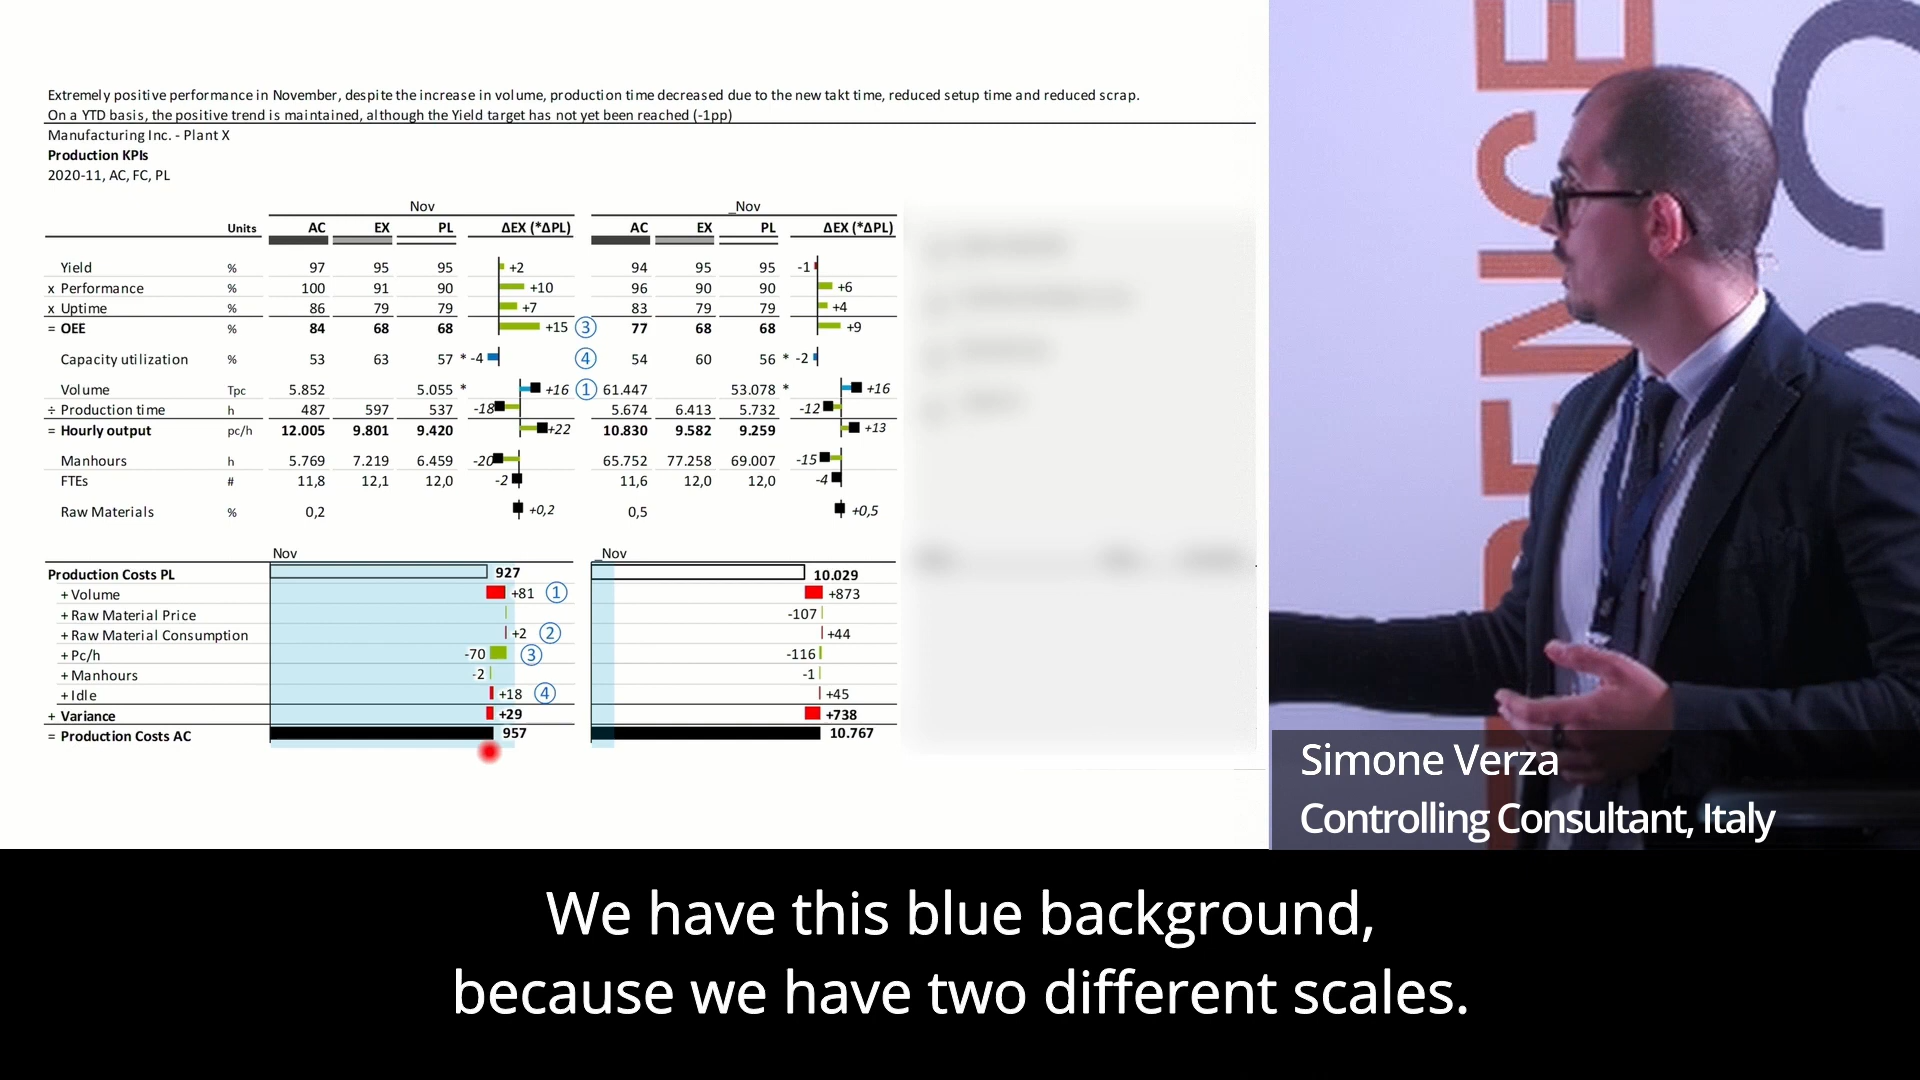 Extremely positive performance in November, despite the increase in volume, production time decreased due to the new takt time, reduced setup time and reduced scrap.
On a YTD basis, the positive trend is maintained, although the Yield target has not yet been reached (-1pp)
Manufacturing Inc. - Plant X
Production KPIs
2020-11, AC, FC, PL
Nov _Nov
Units AC EX PL ΔEX (*ΔPL) AC EX PL ΔEX (*ΔPL)
Yield % 97 95 95 +2 94 95 95 -1
x Performance % 100 91 90 +10 96 90 90 +6
x Uptime % 86 79 79 +7 83 79 79 +4
= OEE % 84 68 68 +15 ③ 77 68 68 +9
Capacity utilization % 53 63 57 * -4 ④ 54 60 56 * -2
Volume Tpc 5.852 5.055 * +16 ① 61.447 53.078 * +16
÷ Production time h 487 597 537 -18 5.674 6.413 5.732 -12
= Hourly output pc/h 12.005 9.801 9.420 +22 10.830 9.582 9.259 +13
Manhours h 5.769 7.219 6.459 -20 65.752 77.258 69.007 -15
FTEs # 11,8 12,1 12,0 -2 11,6 12,0 12,0 -4
Raw Materials % 0,2 +0,2 0,5 +0,5
Nov _Nov
Production Costs PL 927 10.029
+ Volume +81 ① +873
+ Raw Material Price -107
+ Raw Material Consumption +2 ② +44
+ Pc/h -70 ③ -116
+ Manhours -2 -1
+ Idle +18 ④ +45
+ Variance +29 +738
= Production Costs AC 957 10.767
Simone Verza
Controlling Consultant, Italy
We have this blue background,
because we have two different scales.